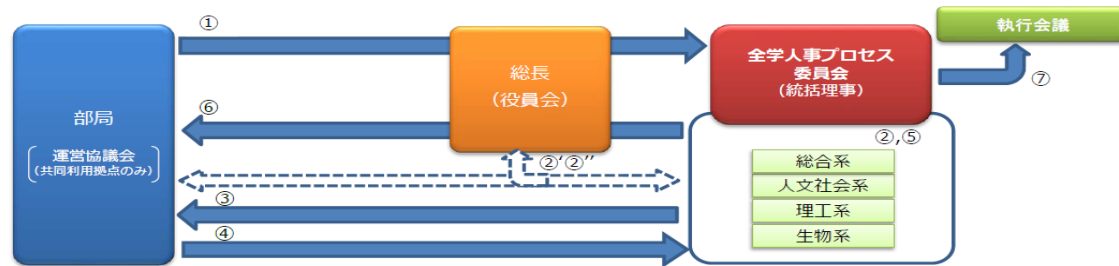 ①
執行会議
全学人事プロセス
委員会
(統括理事)
総長
(役員会)
⑦
⑥
部局
②,⑤
運営協議会
(共同利用拠点のみ)
②’②’’
総合系
人文社会系
③
理工系
④
生物系